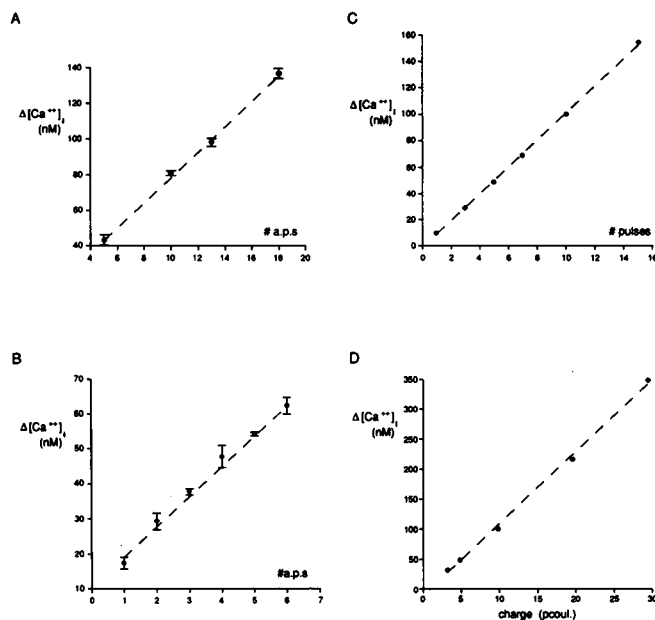 A
Δ[Ca⁺⁺]i
(nM)
140
120
100
80
60
40
4 6 8 10 12 14 16 18 20
# a.p.s
C
Δ[Ca⁺⁺]i
(nM)
160
140
120
100
80
60
40
20
0
0 2 4 6 8 10 12 14 16
# pulses
B
Δ[Ca⁺⁺]i
(nM)
70
60
50
40
30
20
10
0 1 2 3 4 5 6 7
#a.p.s
D
Δ[Ca⁺⁺]i
(nM)
350
300
250
200
150
100
50
0
0 5 10 15 20 25 30
charge (pcoul.)